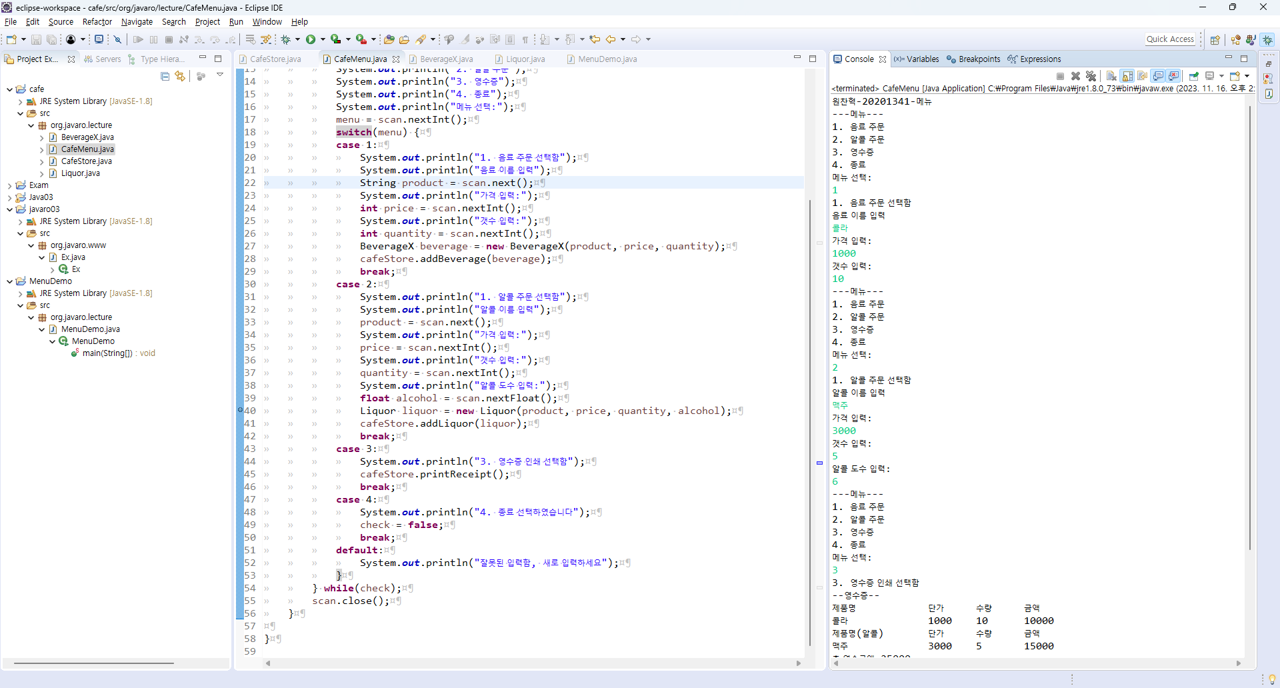 eclipse-workspace - cafe/src/org/javaro/lecture/CafeMenu.java - Eclipse IDE
File Edit Source Refactor Navigate Search Project Run Window Help
Quick Access
Project Ex... Servers Type Hiera...
cafe
JRE System Library [JavaSE-1.8]
src
org.javaro.lecture
BeverageX.java
CafeMenu.java
CafeStore.java
Liquor.java
Exam
Java03
javaro03
JRE System Library [JavaSE-1.8]
src
org.javaro.www
Ex.java
Ex
MenuDemo
JRE System Library [JavaSE-1.8]
src
org.javaro.lecture
MenuDemo.java
MenuDemo
main(String[]) : void
CafeStore.java CafeMenu.java BeverageX.java Liquor.java MenuDemo.java
13 System.out.println("2. 알콜 주문");
14 System.out.println("3. 영수증");
15 System.out.println("4. 종료");
16 System.out.println("메뉴 선택:");
17 menu = scan.nextInt();
18 switch(menu) {
19 case 1:
20 System.out.println("1. 음료 주문 선택함");
21 System.out.println("음료 이름 입력");
22 String product = scan.next();
23 System.out.println("가격 입력:");
24 int price = scan.nextInt();
25 System.out.println("갯수 입력:");
26 int quantity = scan.nextInt();
27 BeverageX beverage = new BeverageX(product, price, quantity);
28 cafeStore.addBeverage(beverage);
29 break;
30 case 2:
31 System.out.println("1. 알콜 주문 선택함");
32 System.out.println("알콜 이름 입력");
33 product = scan.next();
34 System.out.println("가격 입력:");
35 price = scan.nextInt();
36 System.out.println("갯수 입력:");
37 quantity = scan.nextInt();
38 System.out.println("알콜 도수 입력:");
39 float alcohol = scan.nextFloat();
40 Liquor liquor = new Liquor(product, price, quantity, alcohol);
41 cafeStore.addLiquor(liquor);
42 break;
43 case 3:
44 System.out.println("3. 영수증 인쇄 선택함");
45 cafeStore.printReceipt();
46 break;
47 case 4:
48 System.out.println("4. 종료 선택하였습니다");
49 check = false;
50 break;
51 default:
52 System.out.println("잘못된 입력함, 새로 입력하세요");
53 }
54 } while(check);
55 scan.close();
56 }
57
58 }
59
Console Variables Breakpoints Expressions
<terminated> CafeMenu [Java Application] C:₩Program Files₩Java₩jre1.8.0_73₩bin₩javaw.exe (2023. 11. 16. 오후 2:
원찬혁-20201341-메뉴
---메뉴---
1. 음료 주문
2. 알콜 주문
3. 영수증
4. 종료
메뉴 선택:
1
1. 음료 주문 선택함
음료 이름 입력
콜라
가격 입력:
1000
갯수 입력:
10
---메뉴---
1. 음료 주문
2. 알콜 주문
3. 영수증
4. 종료
메뉴 선택:
2
1. 알콜 주문 선택함
알콜 이름 입력
맥주
가격 입력:
3000
갯수 입력:
5
알콜 도수 입력:
6
---메뉴---
1. 음료 주문
2. 알콜 주문
3. 영수증
4. 종료
메뉴 선택:
3
3. 영수증 인쇄 선택함
--영수증--
제품명 단가 수량 금액
콜라 1000 10 10000
제품명(알콜) 단가 수량 금액
맥주 3000 5 15000